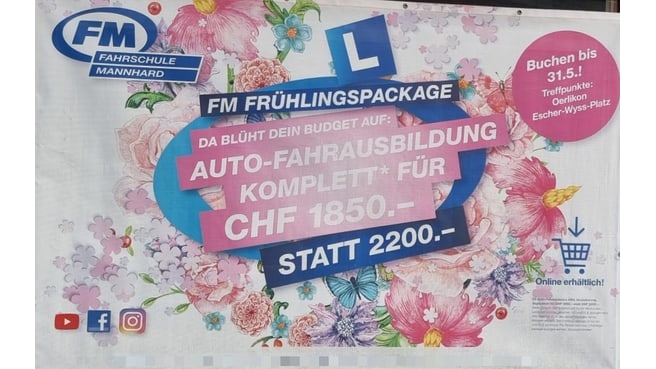 FM
FAHRSCHULE
MANNHARD
L
FM FRÜHLINGSPACKAGE
DA BLÜHT DEIN BUDGET AUF:
AUTO-FAHRAUSBILDUNG
KOMPLETT* FÜR
CHF 1850.–
STATT 2200.–
Buchen bis
31.5.!
Treffpunkte:
Oerlikon
Escher-Wyss-Platz
Online erhältlich!